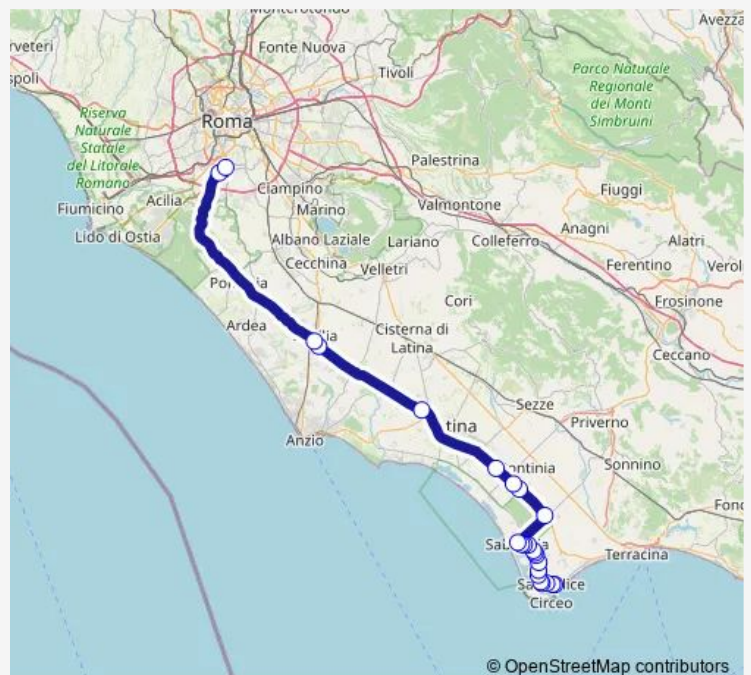 Monterotondo
Avezza
rveteri
Fonte Nuova
spoli
Tivoli
Parco Naturale
Regionale
dei Monti
Simbruini
Riserva
Naturale
Statale
del Litorale
Romano
Roma
Palestrina
Ciampino
Fiuggi
Acilia
Valmontone
Fiumicino
Marino
Anagni
Lido di Ostia
Albano Laziale
Lariano
Colleferro
Alatri
Cecchina
Velletri
Ferentino
Verol
Cori
Frosinone
Ardea
Cisterna di
Latina
Ceccano
Sezze
Priverno
tina
Anzio
ontinia
Sonnino
Fond
Terracina
Circeo
© OpenStreetMap contributors